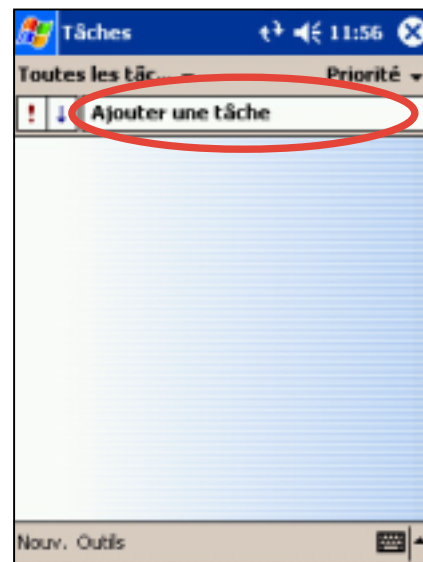 Tâches 11:56
Toutes les tâc... Priorité
! ↓ Ajouter une tâche
Nouv. Outils